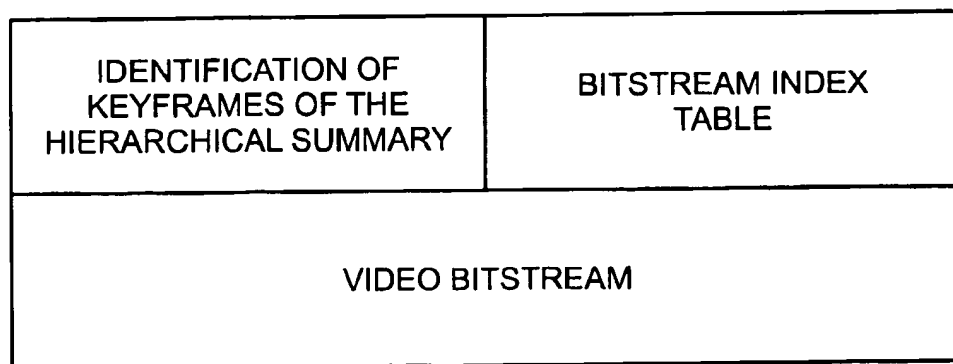 IDENTIFICATION OF
KEYFRAMES OF THE
HIERARCHICAL SUMMARY
BITSTREAM INDEX
TABLE
VIDEO BITSTREAM